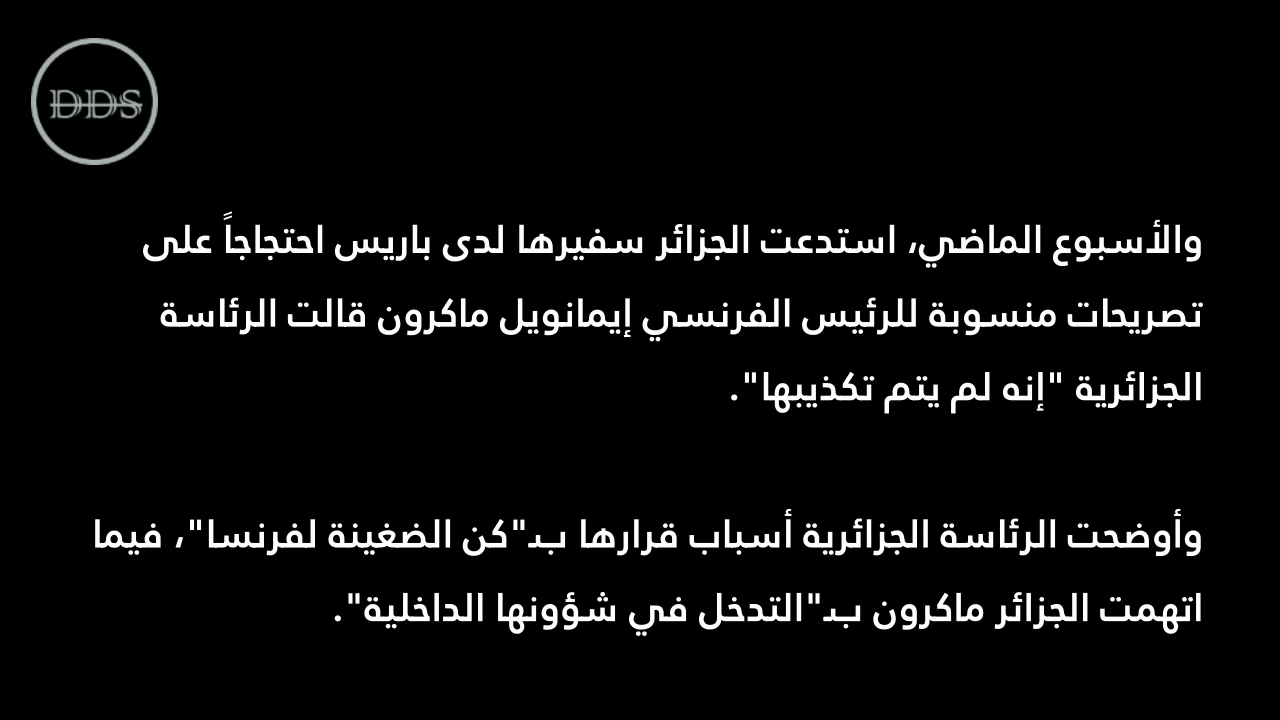 DDS
والأسبوع الماضي، استدعت الجزائر سفيرها لدى باريس احتجاجاً على
تصريحات منسوبة للرئيس الفرنسي إيمانويل ماكرون قالت الرئاسة
الجزائرية "إنه لم يتم تكذيبها".
وأوضحت الرئاسة الجزائرية أسباب قرارها بـ"كن الضغينة لفرنسا"، فيما
اتهمت الجزائر ماكرون بـ"التدخل في شؤونها الداخلية".